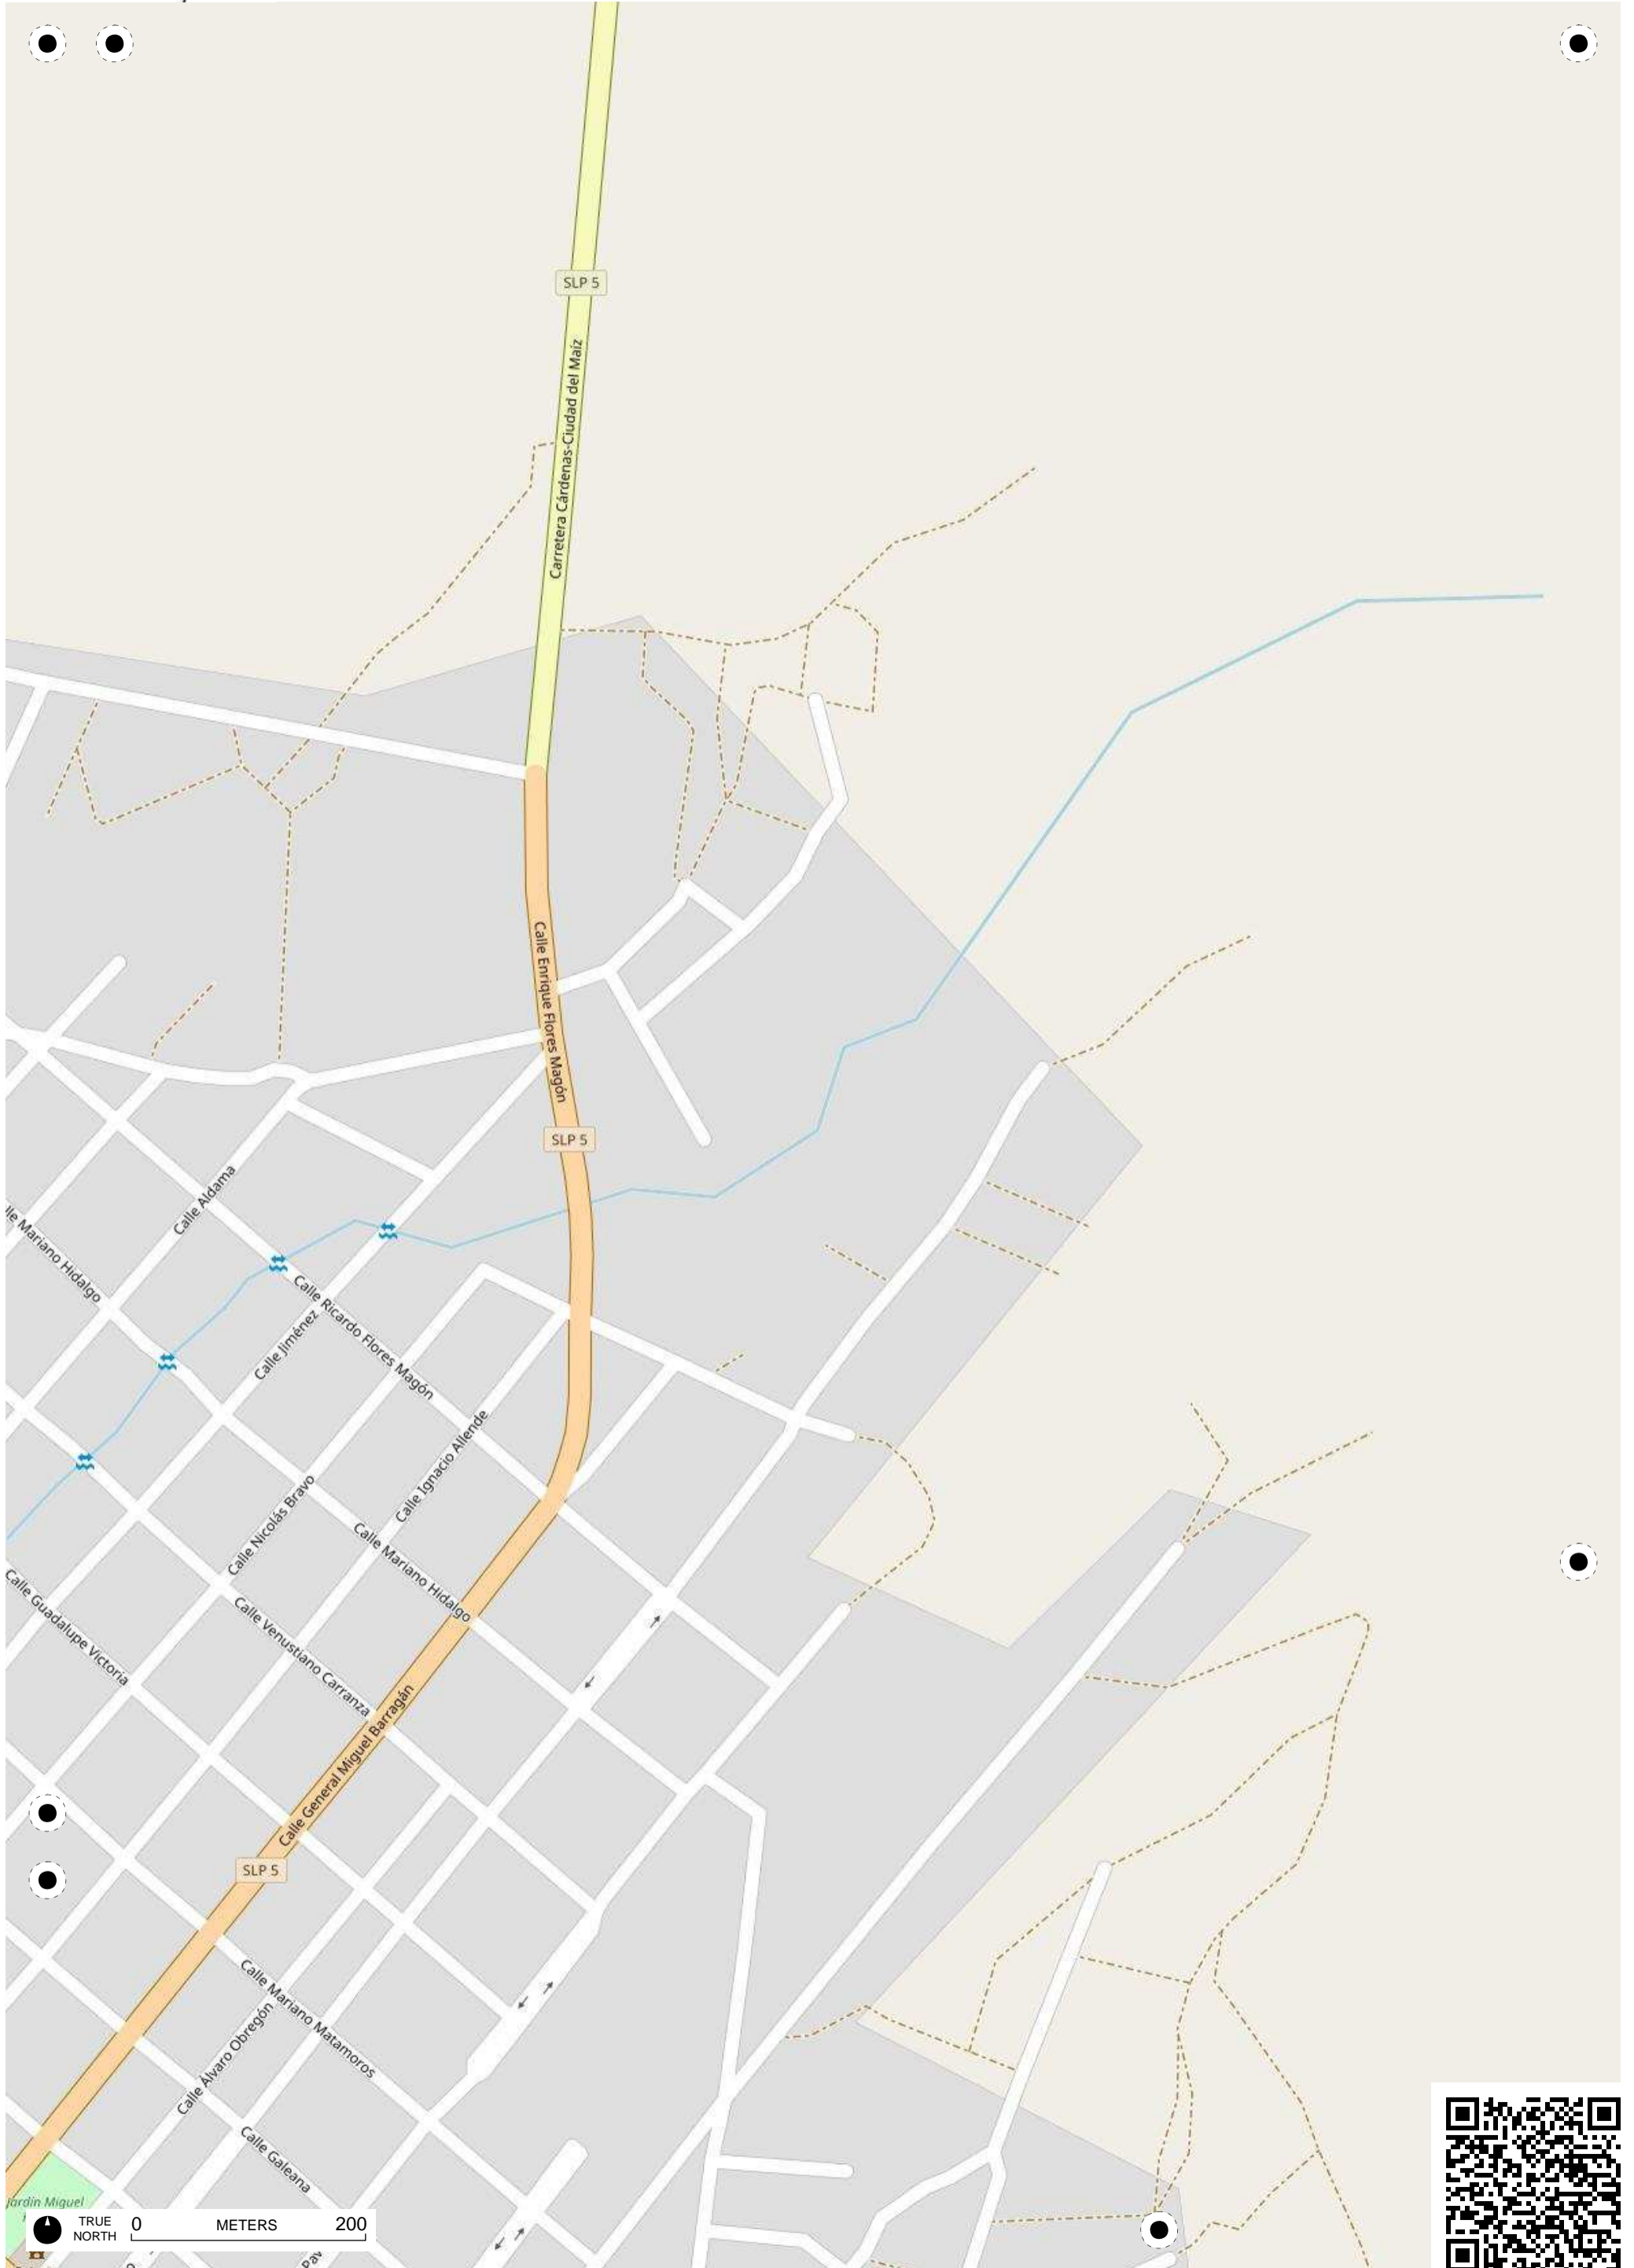 SLP 5
Carretera Cárdenas-Ciudad del Maíz
Calle Enrique Flores Magón
SLP 5
Calle Aldama
lle Mariano Hidalgo
Calle Ricardo Flores Magón
Calle Jiménez
Calle Ignacio Allende
Calle Nicolás Bravo
Calle Mariano Hidalgo
Calle Guadalupe Victoria
Calle Venustiano Carranza
Calle General Miguel Barragán
SLP 5
Calle Mariano Matamoros
Calle Álvaro Obregón
Calle Galeana
Jardín Miguel
TRUE NORTH
0 METERS 200
Pav